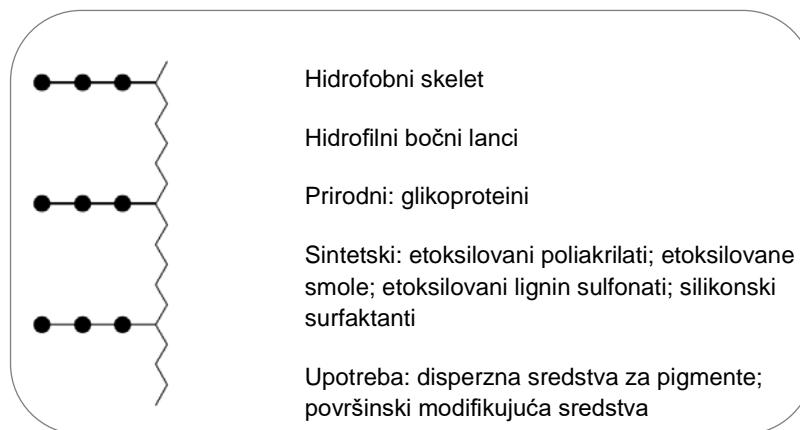 Hidrofobni skelet
Hidrofilni bočni lanci
Prirodni: glikoproteini
Sintetski: etoksilovani poliakrilati; etoksilovane
smole; etoksilovani lignin sulfonati; silikonski
surfaktanti
Upotreba: disperzna sredstva za pigmente;
površinski modifikujuća sredstva